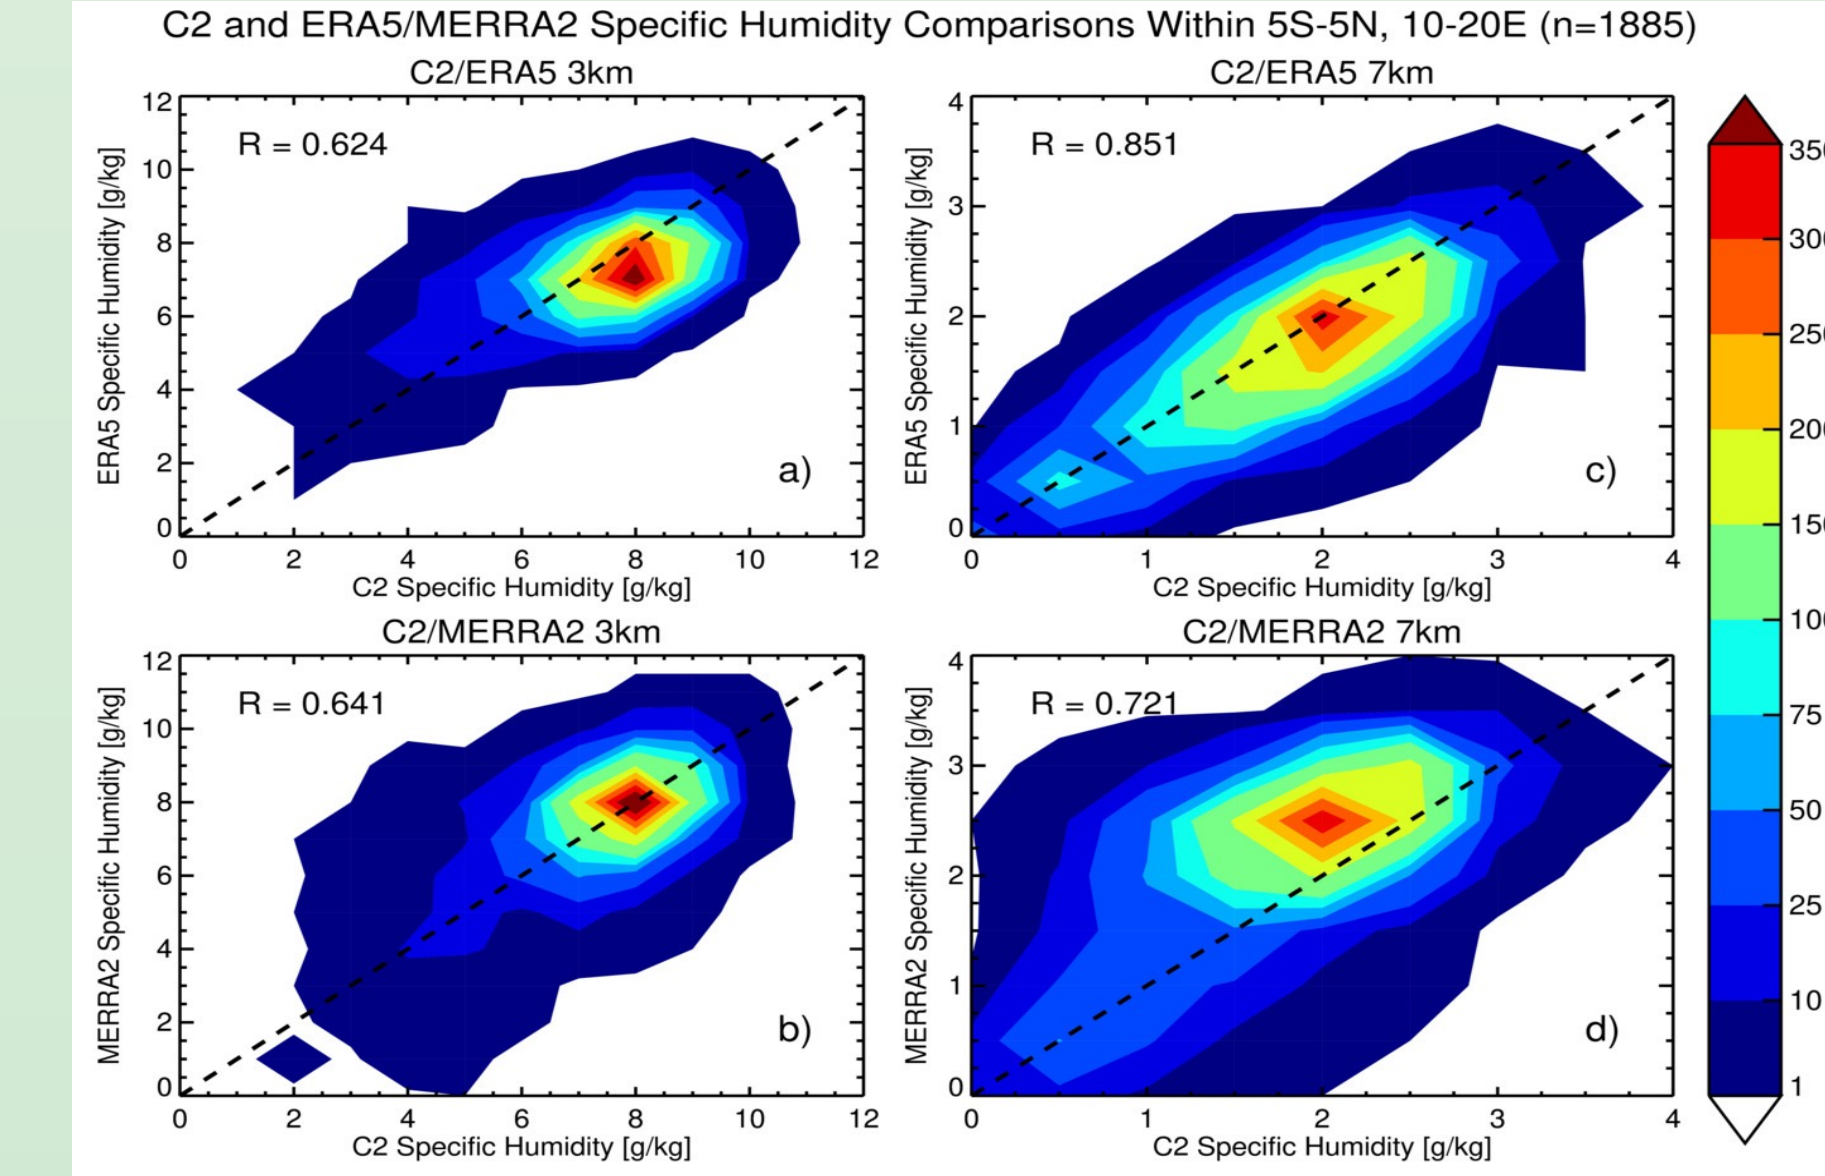 C2 and ERA5/MERRA2 Specific Humidity Comparisons Within 5S-5N, 10-20E (n=1885)
C2/ERA5 3km
R = 0.624
a)
ERA5 Specific Humidity [g/kg]
12
10
8
6
4
2
0
0 2 4 6 8 10 12
C2 Specific Humidity [g/kg]
C2/ERA5 7km
R = 0.851
c)
ERA5 Specific Humidity [g/kg]
4
3
2
1
0
0 1 2 3 4
C2 Specific Humidity [g/kg]
C2/MERRA2 3km
R = 0.641
b)
MERRA2 Specific Humidity [g/kg]
12
10
8
6
4
2
0
0 2 4 6 8 10 12
C2 Specific Humidity [g/kg]
C2/MERRA2 7km
R = 0.721
d)
MERRA2 Specific Humidity [g/kg]
4
3
2
1
0
0 1 2 3 4
C2 Specific Humidity [g/kg]
75
50
25
10
1